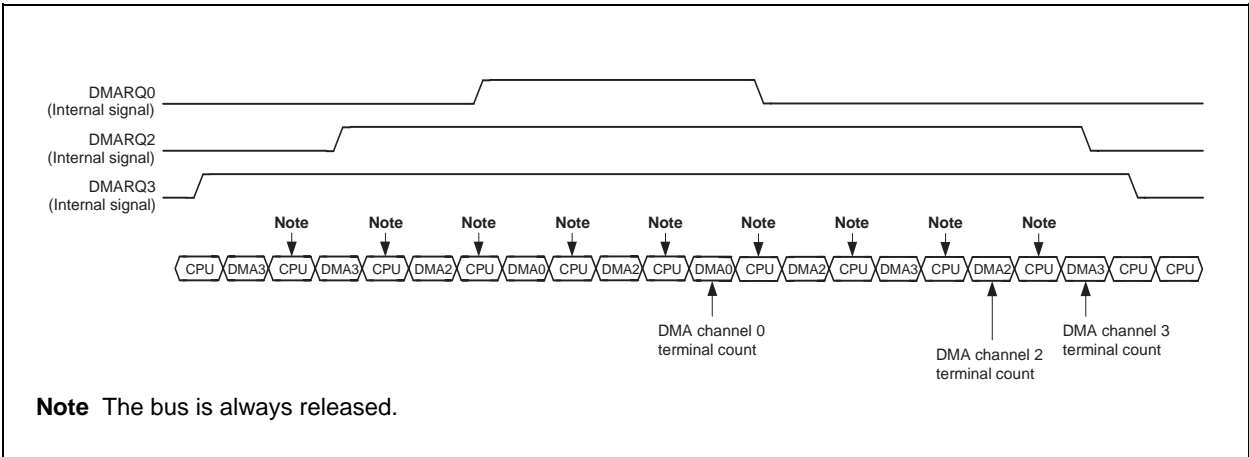 DMARQ0
(Internal signal)
DMARQ2
(Internal signal)
DMARQ3
(Internal signal)
Note Note Note Note Note Note Note Note Note
CPU DMA3 CPU DMA3 CPU DMA2 CPU DMA0 CPU DMA2 CPU DMA0 CPU DMA2 CPU DMA3 CPU DMA2 CPU DMA3 CPU CPU
DMA channel 0
terminal count
DMA channel 2
terminal count
DMA channel 3
terminal count
Note The bus is always released.